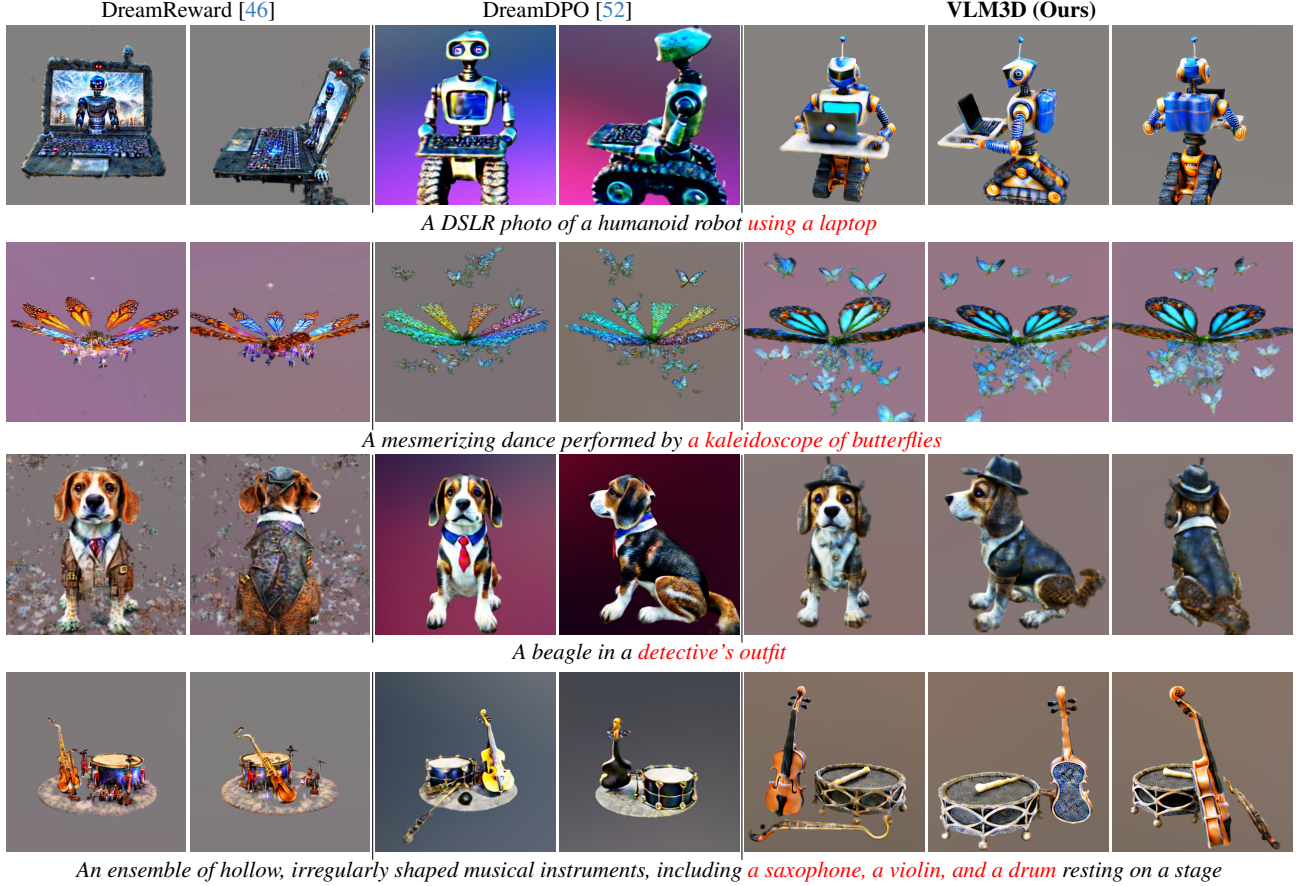 DreamReward [46] DreamDPO [52] VLM3D (Ours)
A DSLR photo of a humanoid robot using a laptop
A mesmerizing dance performed by a kaleidoscope of butterflies
A beagle in a detective's outfit
An ensemble of hollow, irregularly shaped musical instruments, including a saxophone, a violin, and a drum resting on a stage